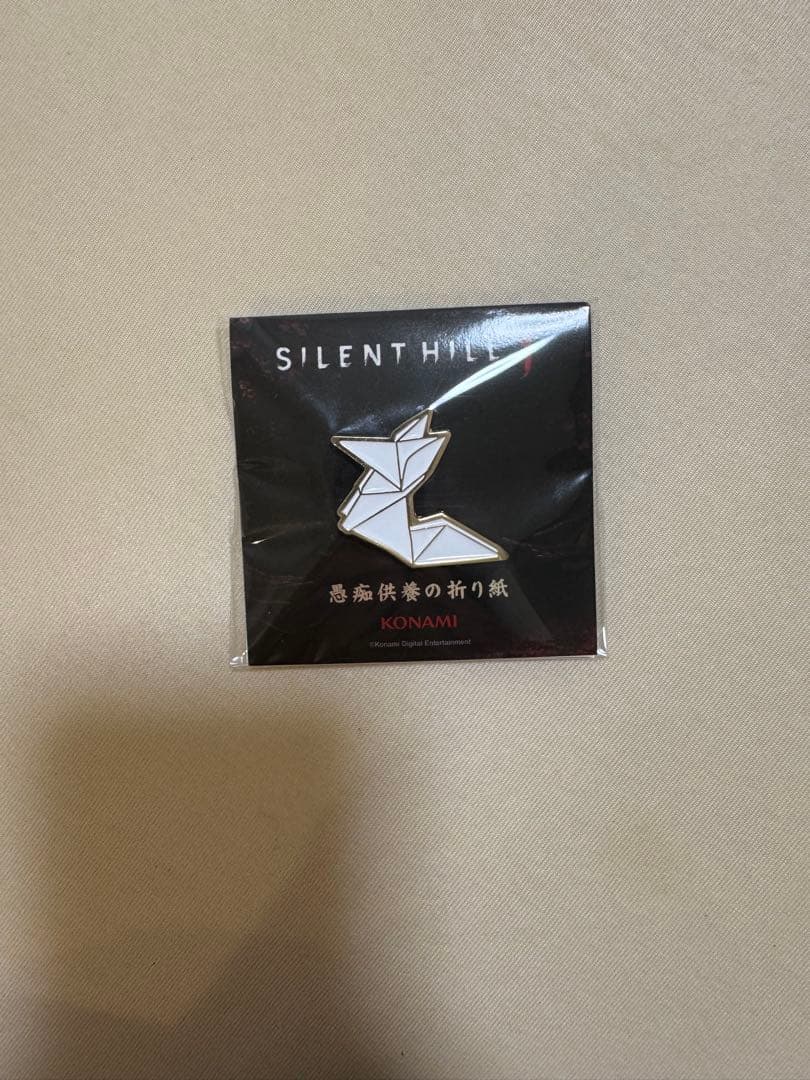 SILENT HILL f
愚痴供養の折り紙
KONAMI
©Konami Digital Entertainment